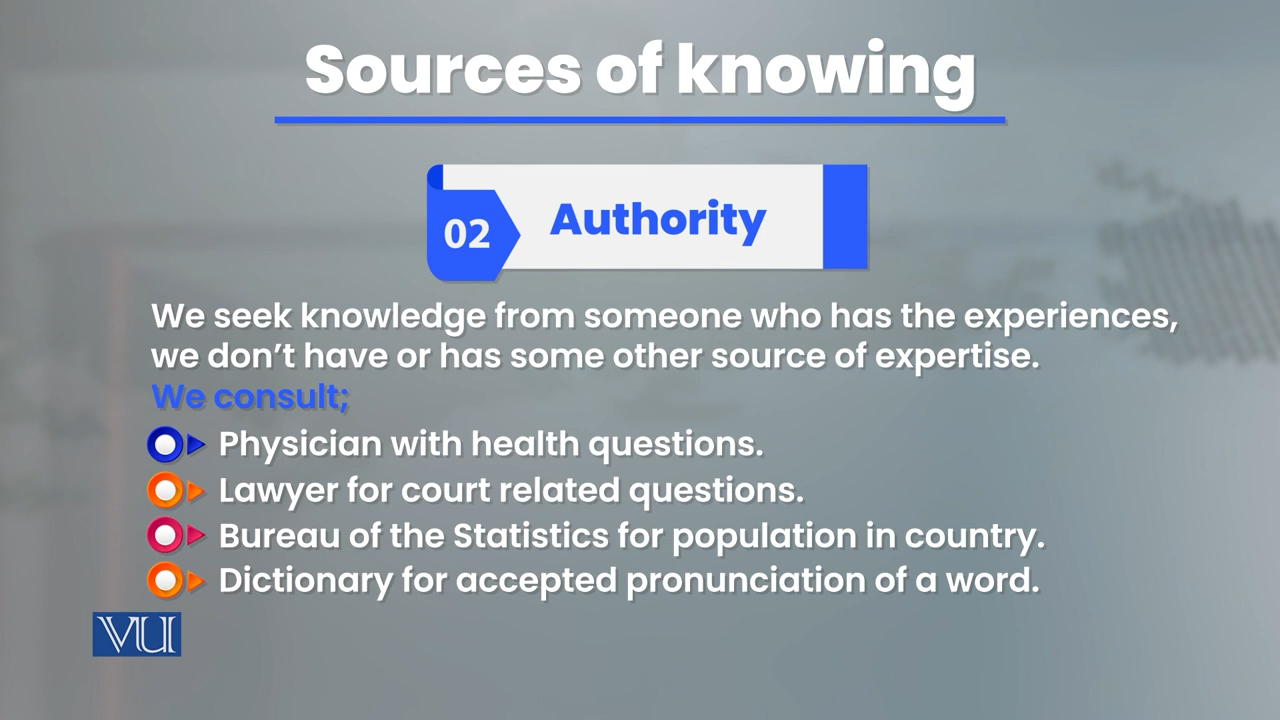 Sources of knowing
02
Authority
We seek knowledge from someone who has the experiences,
we don't have or has some other source of expertise.
We consult;
Physician with health questions.
Lawyer for court related questions.
Bureau of the Statistics for population in country.
Dictionary for accepted pronunciation of a word.
VU